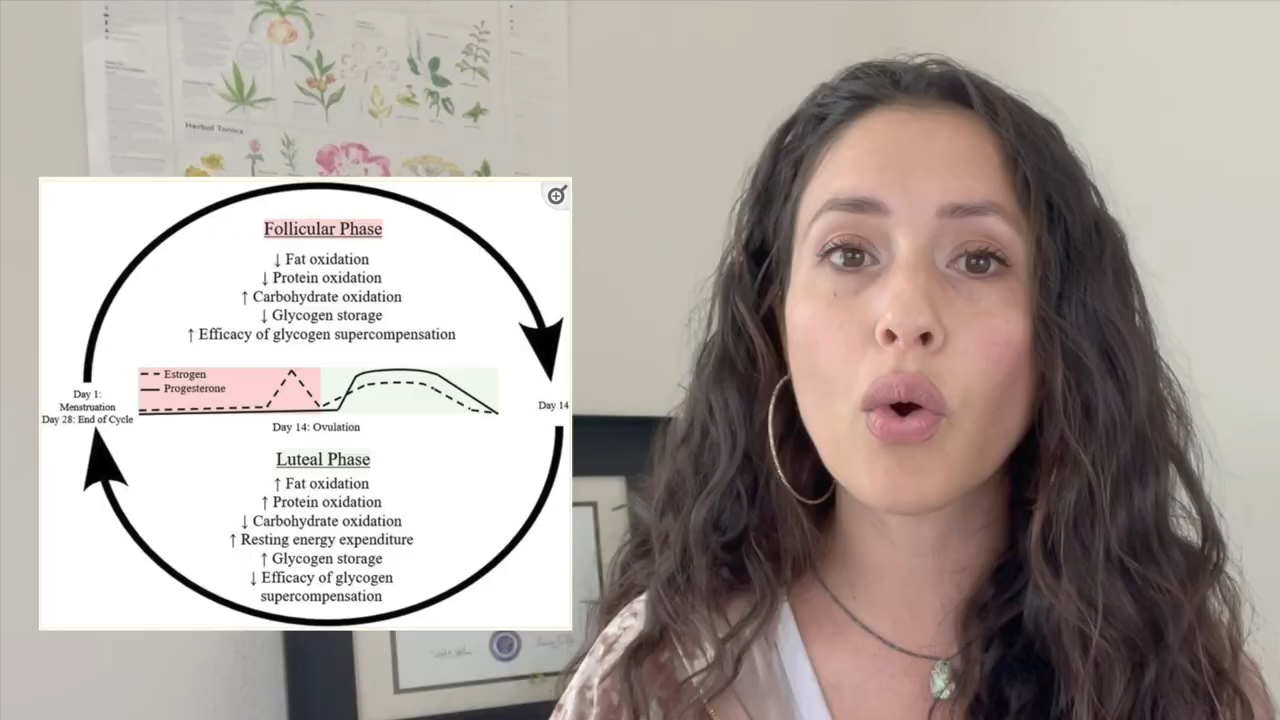 Herbal Tonics
Follicular Phase
↓ Fat oxidation
↓ Protein oxidation
↑ Carbohydrate oxidation
↓ Glycogen storage
↑ Efficacy of glycogen supercompensation
Estrogen
Progesterone
Day 1:
Menstruation
Day 28: End of Cycle
Day 14
Day 14: Ovulation
Luteal Phase
↑ Fat oxidation
↑ Protein oxidation
↓ Carbohydrate oxidation
↑ Resting energy expenditure
↑ Glycogen storage
↓ Efficacy of glycogen
supercompensation